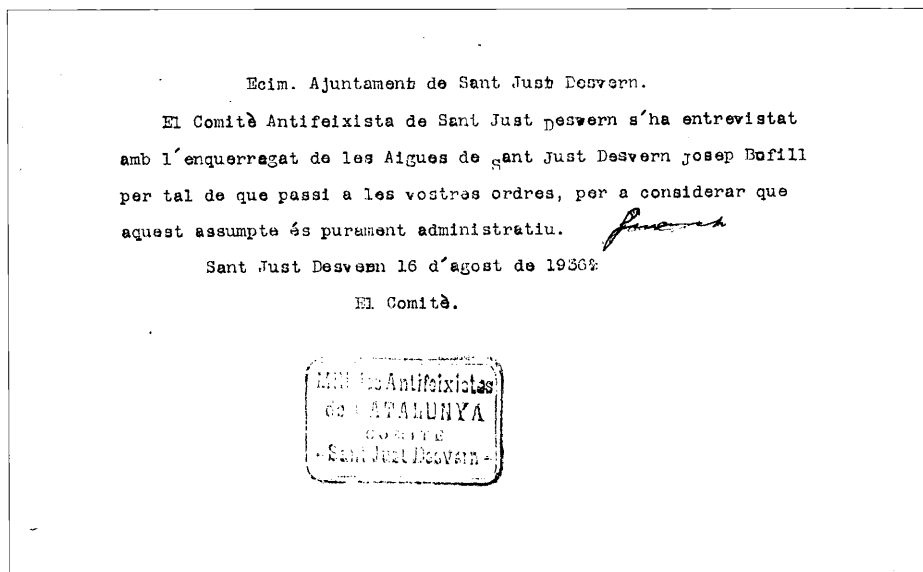 Ecim. Ajuntament de Sant Just Desvern.
El Comitè Antifeixista de Sant Just Desvern s'ha entrevistat
amb l'enquerregat de les Aigues de Sant Just Desvern Josep Bofill
per tal de que passi a les vostres ordres, per a considerar que
aquest assumpte és purament administratiu.
Sant Just Desvern 16 d'agost de 1936
El Comitè.
Milicies Antifeixistes
de CATALUNYA
COMITE
- Sant Just Desvern -